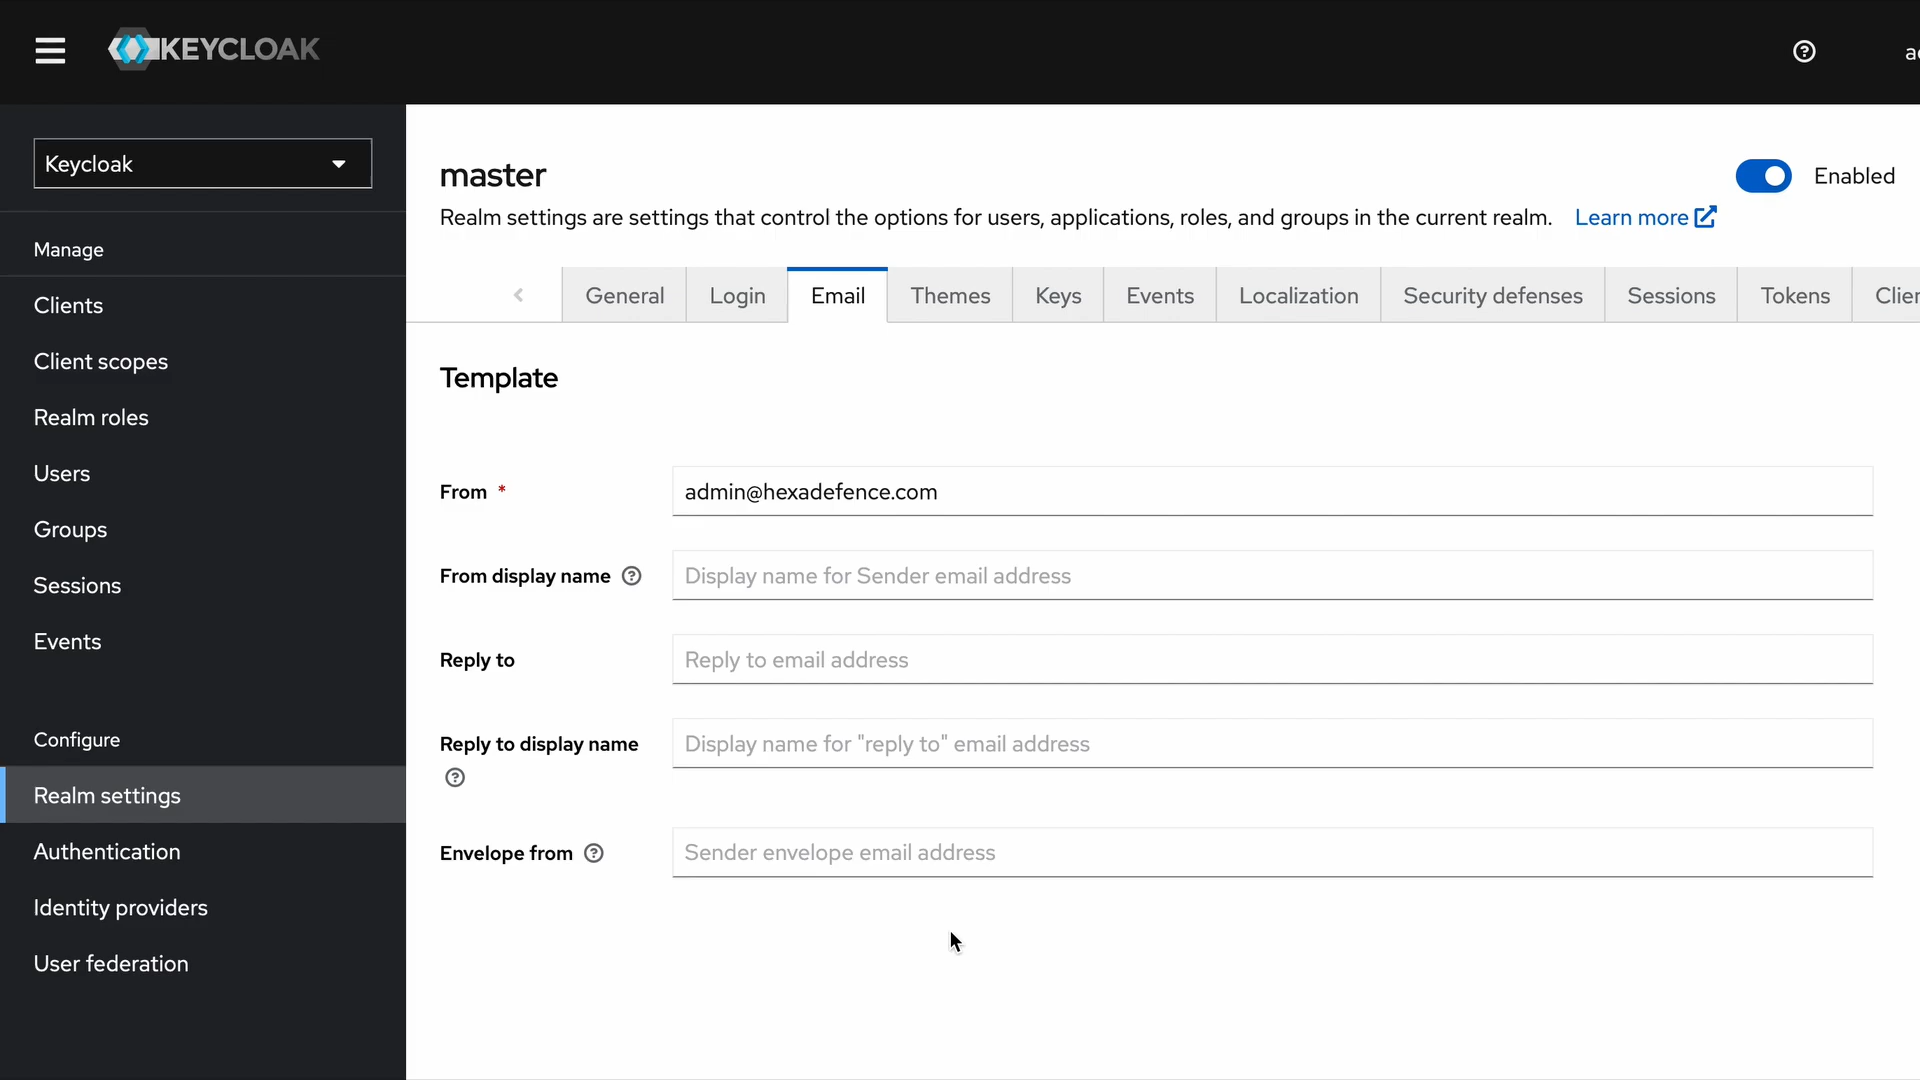 KEYCLOAK
Keycloak
Manage
Clients
Client scopes
Realm roles
Users
Groups
Sessions
Events
Configure
Realm settings
Authentication
Identity providers
User federation
master
Enabled
Realm settings are settings that control the options for users, applications, roles, and groups in the current realm. Learn more
General Login Email Themes Keys Events Localization Security defenses Sessions Tokens
Template
From *
admin@hexadefence.com
From display name
Display name for Sender email address
Reply to
Reply to email address
Reply to display name
Display name for "reply to" email address
Envelope from
Sender envelope email address